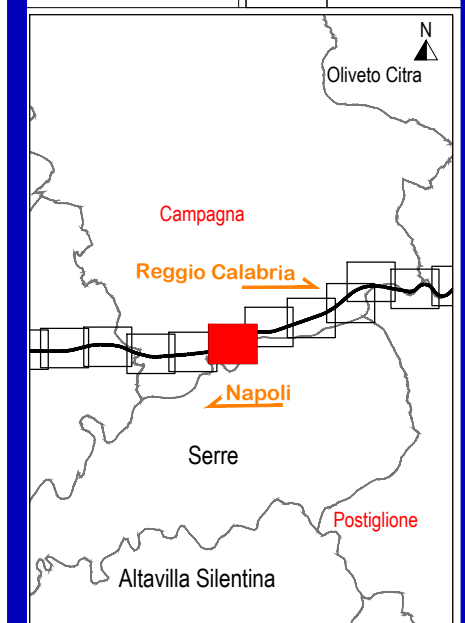 N
Oliveto Citra
Campagna
Reggio Calabria
Napoli
Serre
Postiglione
Altavilla Silentina